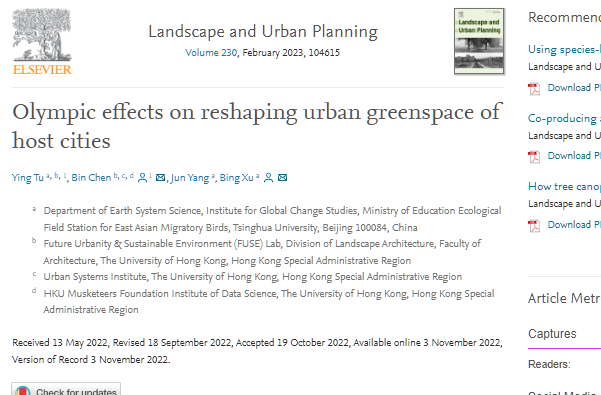 Landscape and Urban Planning
Volume 230, February 2023, 104615
ELSEVIER
Landscape and
Urban Planning
Olympic effects on reshaping urban greenspace of
host cities
Ying Tu a, b, 1, Bin Chen b, c, d 1, Jun Yang a, Bing Xu a
a Department of Earth System Science, Institute for Global Change Studies, Ministry of Education Ecological
Field Station for East Asian Migratory Birds, Tsinghua University, Beijing 100084, China
b Future Urbanity & Sustainable Environment (FUSE) Lab, Division of Landscape Architecture, Faculty of
Architecture, The University of Hong Kong, Hong Kong Special Administrative Region
c Urban Systems Institute, The University of Hong Kong, Hong Kong Special Administrative Region
d HKU Musketeers Foundation Institute of Data Science, The University of Hong Kong, Hong Kong Special
Administrative Region
Received 13 May 2022, Revised 18 September 2022, Accepted 19 October 2022, Available online 3 November 2022,
Version of Record 3 November 2022.
Check for updates
Recommen
Using species-
Landscape and U
Download P
Co-producing
Landscape and U
Download P
How tree canop
Landscape and U
Download P
Article Metr
Captures
Readers: